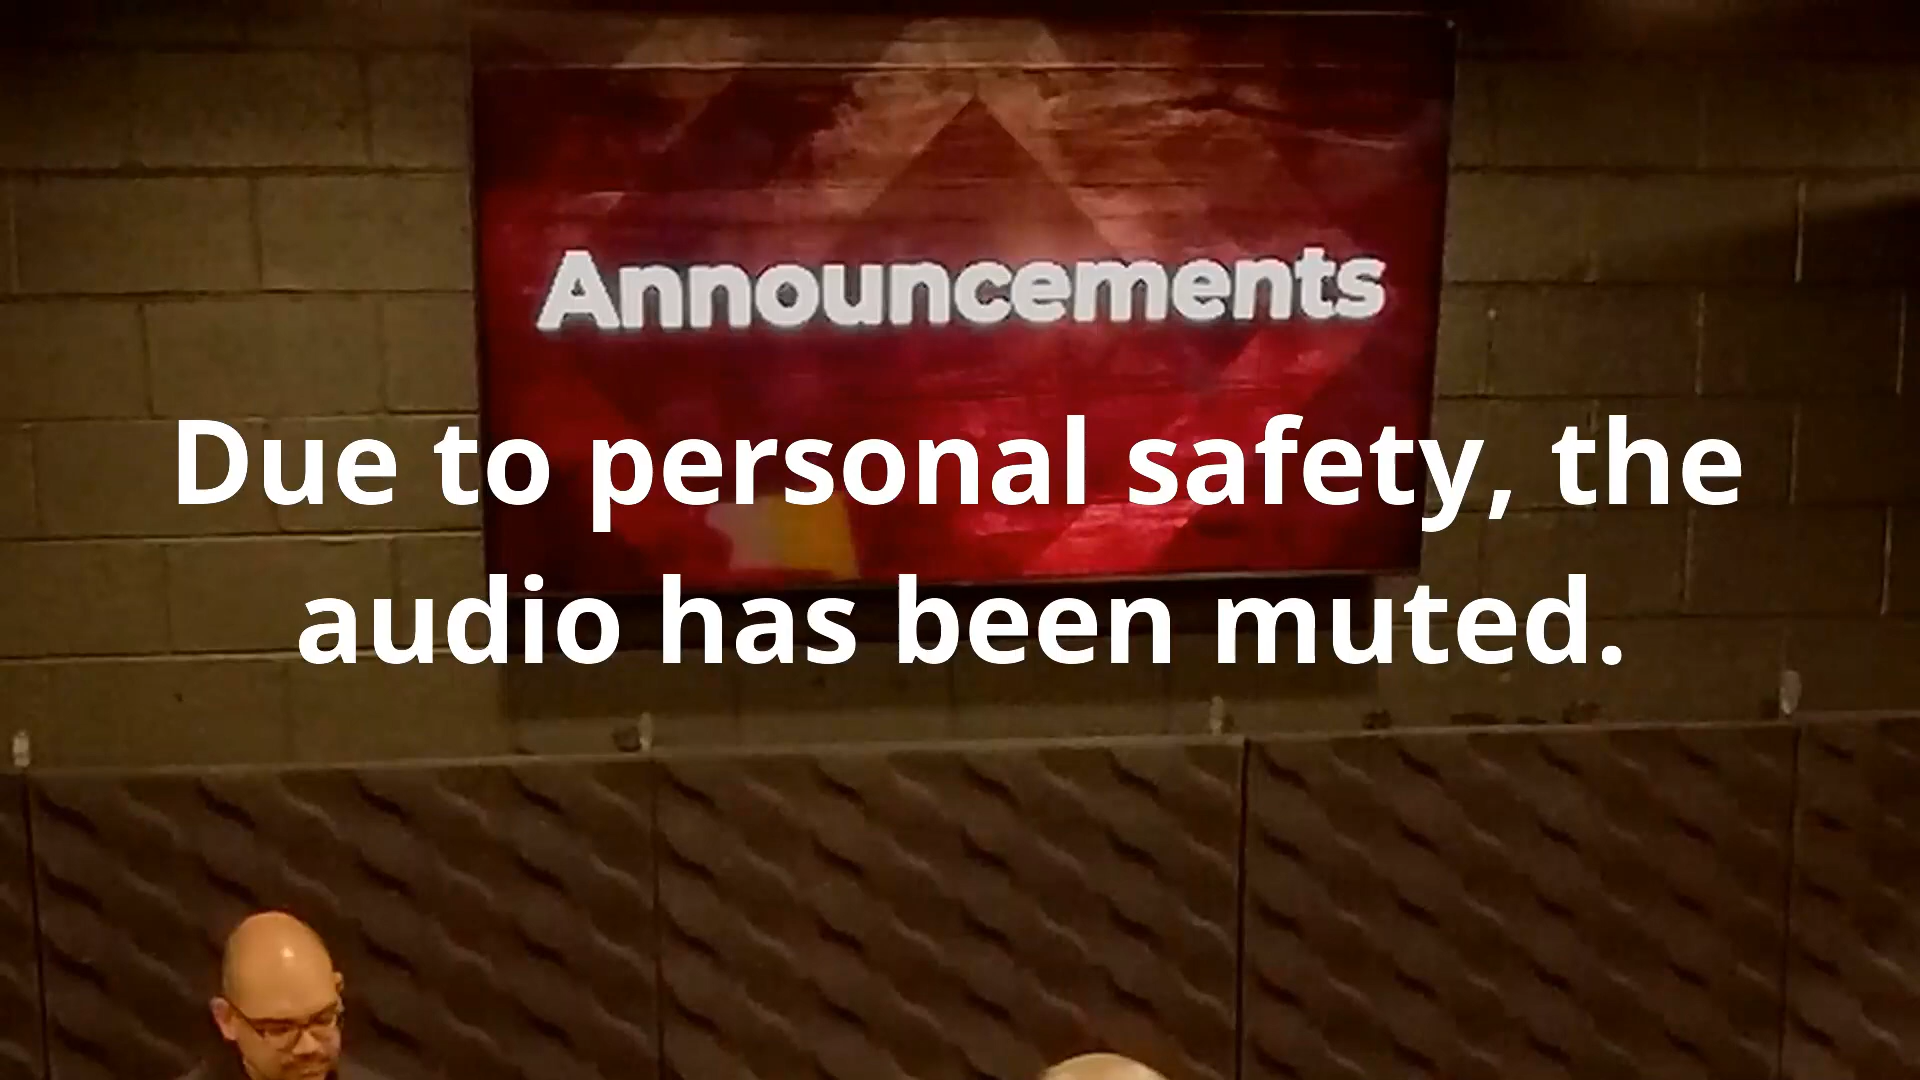 Announcements
Due to personal safety, the
audio has been muted.